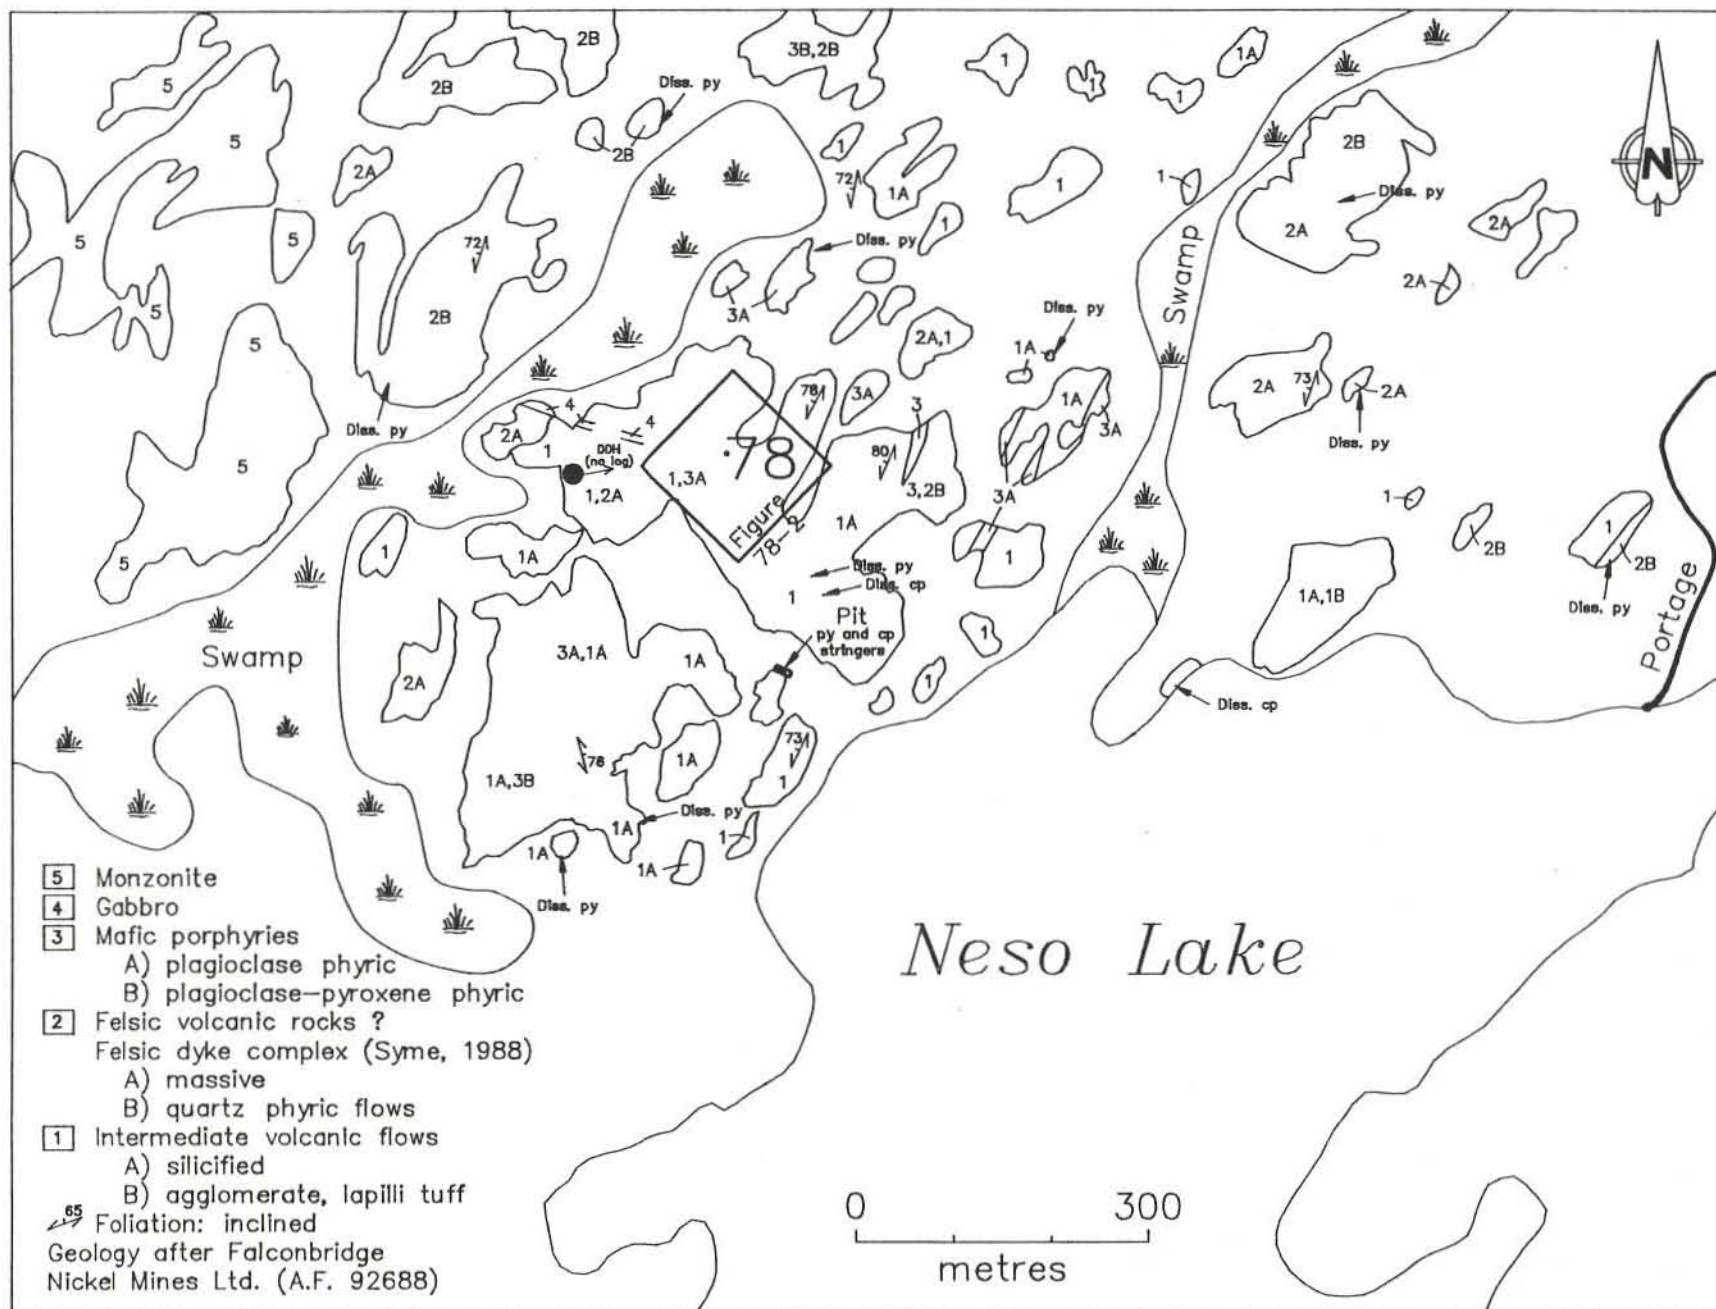 2B
3B,2B
1
1A
5
2B
Diss. py
1
1
2B
5
2A
2B
1
72
1A
1
1
2B
Diss. py
N
5
5
72
1
Diss. py
2A
2A
Swamp
5
2B
3A
2A
Diss. py
5
2A,1
1A
78
3A
3
1A
3A
2A
73
2A
Diss. py
Diss. py
4
4
2A
1
DDH
(no log)
·78
80
1,3A
1,2A
3,2B
3A
1
Figure
78-2
1A
1
2B
1
2B
5
1
1A
1
Diss. py
Diss. cp
1
Pit
py and cp
stringers
1A,1B
Diss. py
Portage
Swamp
3A,1A
1A
1
2A
1
Diss. cp
76
1A
73
1
1A,3B
1A
Diss. py
1
1A
1A
Diss. py
Neso Lake
5 Monzonite
4 Gabbro
3 Mafic porphyries
A) plagioclase phyric
B) plagioclase-pyroxene phyric
2 Felsic volcanic rocks ?
Felsic dyke complex (Syme, 1988)
A) massive
B) quartz phyric flows
1 Intermediate volcanic flows
A) silicified
B) agglomerate, lapilli tuff
65 Foliation: inclined
Geology after Falconbridge
Nickel Mines Ltd. (A.F. 92688)
0 300
metres